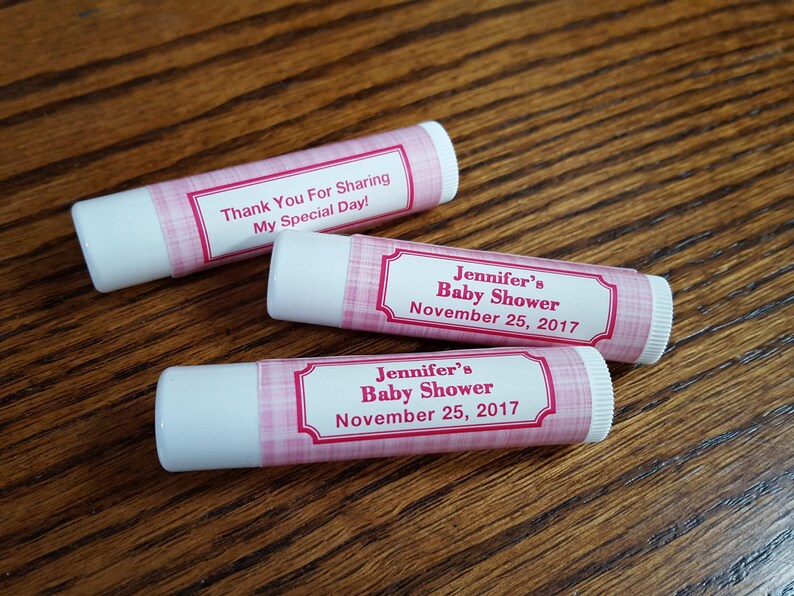 Thank You For Sharing
My Special Day!
Jennifer's
Baby Shower
November 25, 2017
Jennifer's
Baby Shower
November 25, 2017